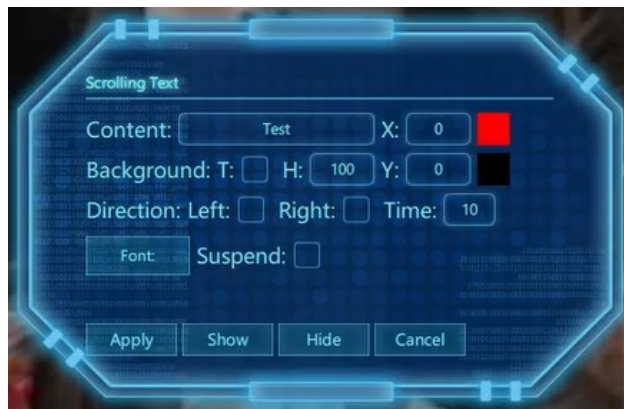 Scrolling Text
Content: Test X: 0
Background: T: H: 100 Y: 0
Direction: Left: Right: Time: 10
Font: Suspend:
Apply Show Hide Cancel